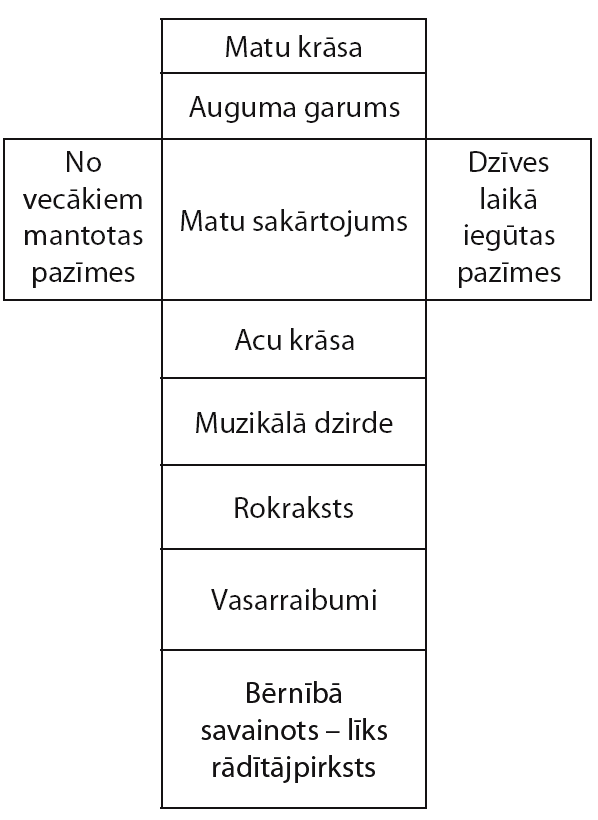 Matu krāsa
Auguma garums
No
vecākiem
mantotas
pazīmes
Matu sakārtojums
Dzīves
laikā
iegūtas
pazīmes
Acu krāsa
Muzikālā dzirde
Rokraksts
Vasarraibumi
Bērnībā
savainots – līks
rādītājpirksts